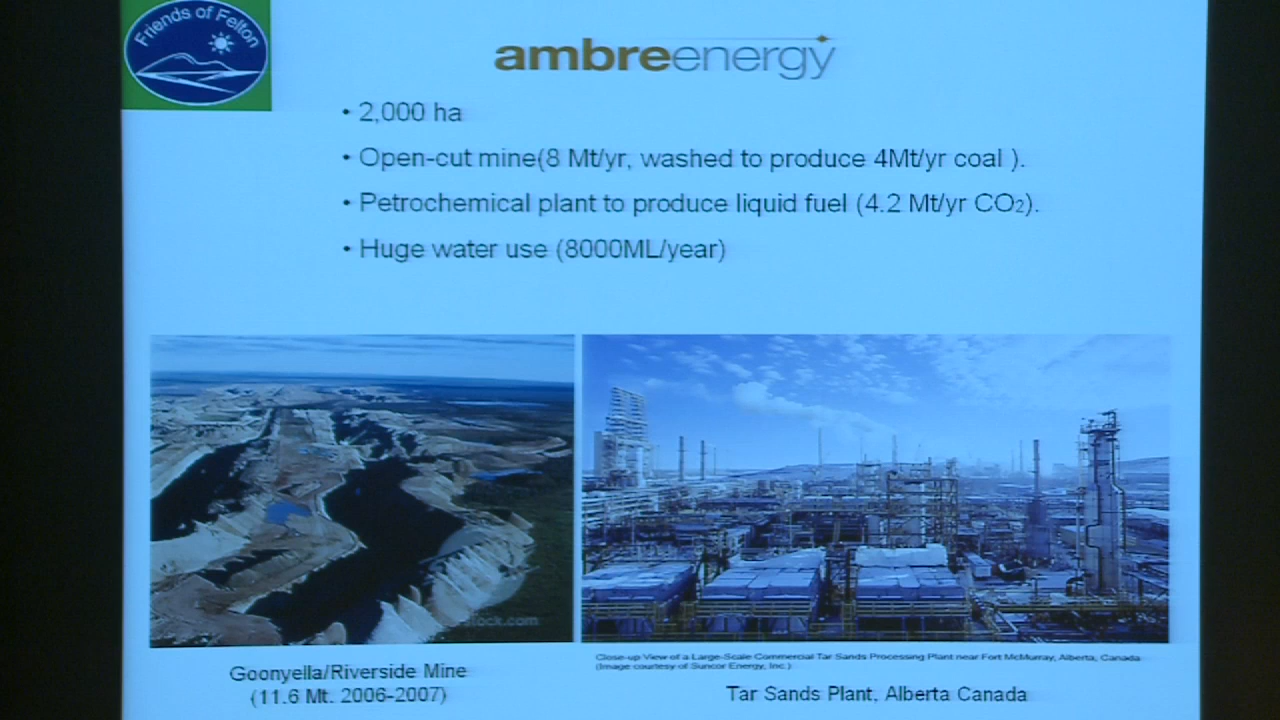 Friends of Felton
ambreenergy
• 2,000 ha
• Open-cut mine(8 Mt/yr, washed to produce 4Mt/yr coal ).
• Petrochemical plant to produce liquid fuel (4.2 Mt/yr CO2).
• Huge water use (8000ML/year)
tock.com
Close-up View of a Large-Scale Commercial Tar Sands Processing Plant near Fort McMurray, Alberta, Canada
(Image courtesy of Suncor Energy, Inc.)
Goonyella/Riverside Mine
(11.6 Mt. 2006-2007)
Tar Sands Plant, Alberta Canada